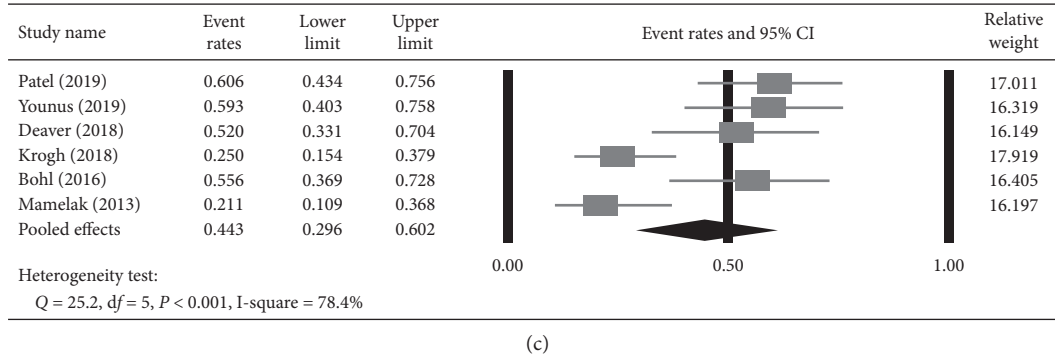 Study name Event rates Lower limit Upper limit Event rates and 95% CI Relative weight
Patel (2019) 0.606 0.434 0.756 17.011
Younus (2019) 0.593 0.403 0.758 16.319
Deaver (2018) 0.520 0.331 0.704 16.149
Krogh (2018) 0.250 0.154 0.379 17.919
Bohl (2016) 0.556 0.369 0.728 16.405
Mamelak (2013) 0.211 0.109 0.368 16.197
Pooled effects 0.443 0.296 0.602
0.00 0.50 1.00
Heterogeneity test:
Q = 25.2, df = 5, P < 0.001, I-square = 78.4%
(c)